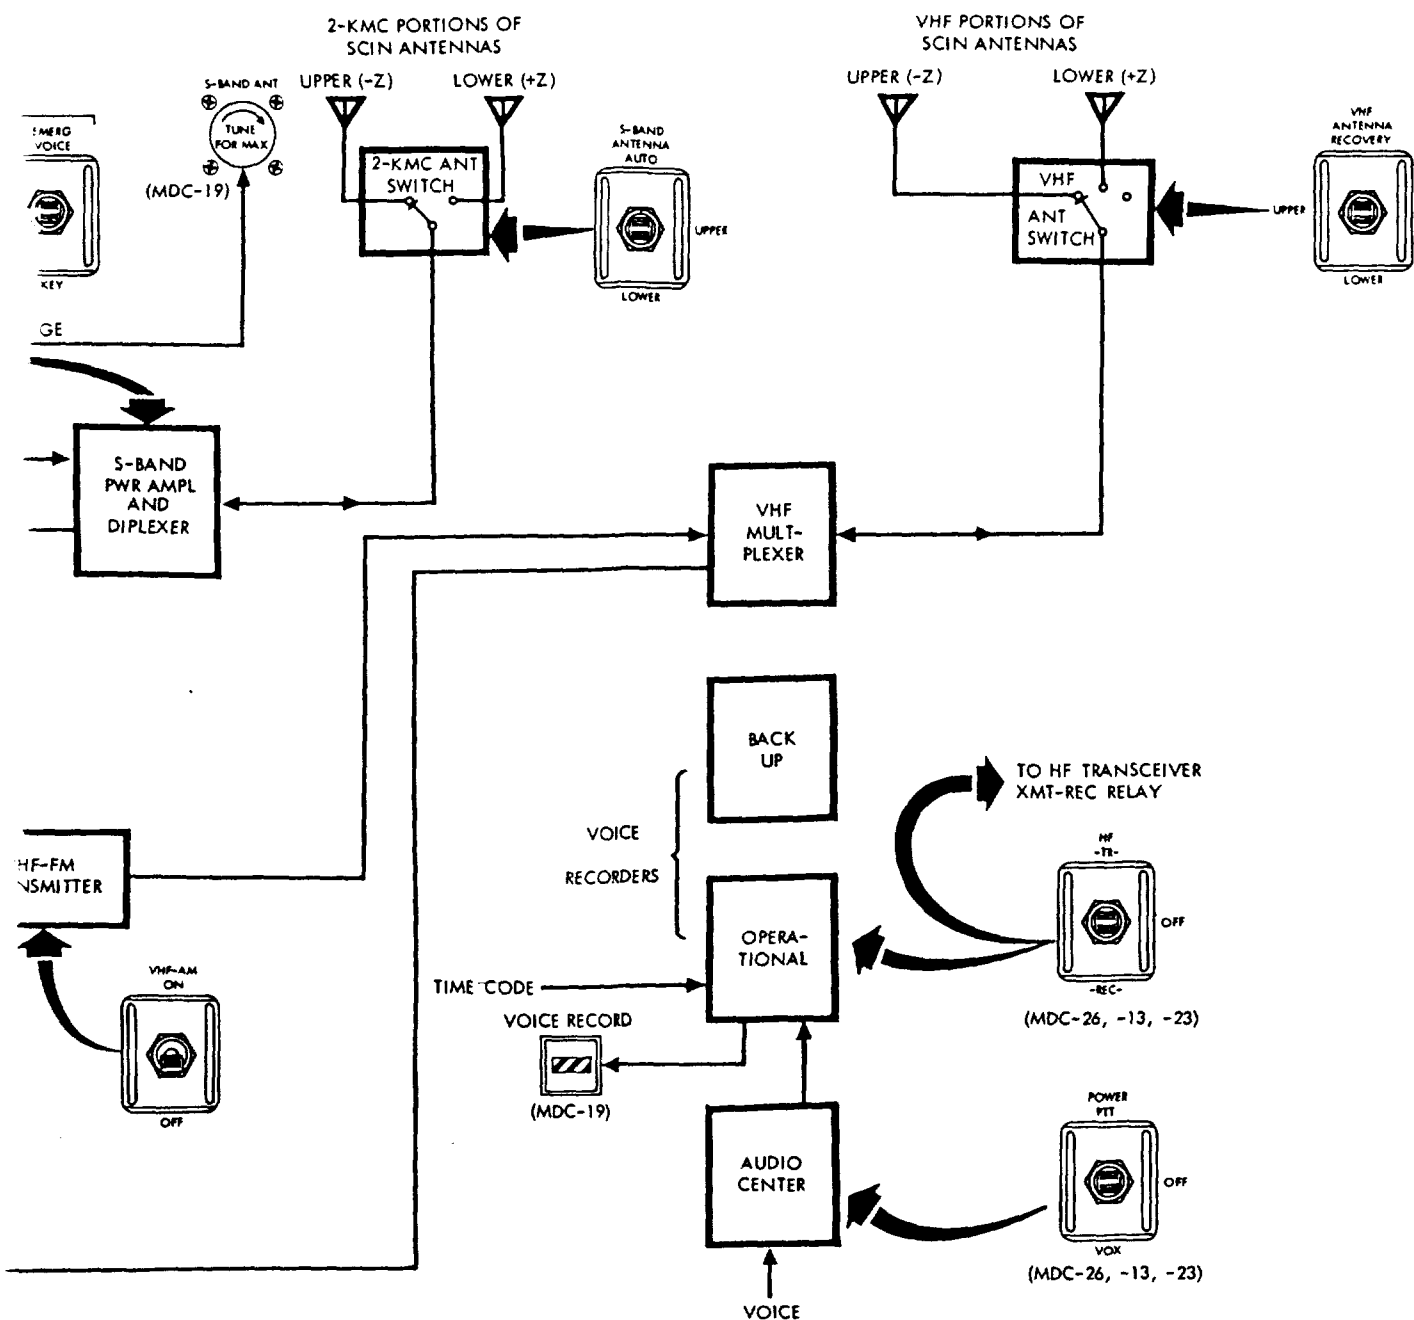 2-KMC PORTIONS OF
SCIN ANTENNAS
UPPER (-Z)
LOWER (+Z)
VHF PORTIONS OF
SCIN ANTENNAS
UPPER (-Z)
LOWER (+Z)
S-BAND ANT
TUNE
FOR MAX
(MDC-19)
EMERG
VOICE
KEY
GE
2-KMC ANT
SWITCH
S-BAND
ANTENNA
AUTO
UPPER
LOWER
VHF
ANT
SWITCH
VHF
ANTENNA
RECOVERY
UPPER
LOWER
S-BAND
PWR AMPL
AND
DIPLEXER
VHF
MULT-
PLEXER
BACK
UP
VOICE
RECORDERS
TO HF TRANSCEIVER
XMT-REC RELAY
HF
-TR-
OFF
-REC-
(MDC-26, -13, -23)
HF-FM
NSMITTER
OPERA-
TIONAL
TIME CODE
VOICE RECORD
(MDC-19)
VHF-AM
ON
OFF
AUDIO
CENTER
POWER
PTT
OFF
VOX
(MDC-26, -13, -23)
VOICE